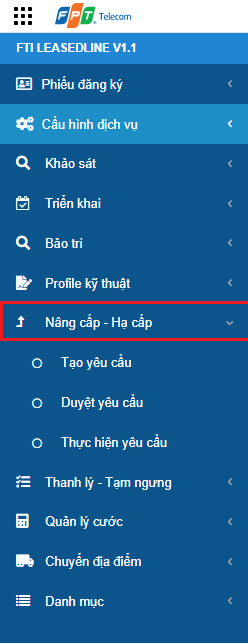 FPT Telecom
FTI LEASEDLINE V1.1
Phiếu đăng ký
Cấu hình dịch vụ
Khảo sát
Triển khai
Bảo trì
Profile kỹ thuật
Nâng cấp - Hạ cấp
Tạo yêu cầu
Duyệt yêu cầu
Thực hiện yêu cầu
Thanh lý - Tạm ngưng
Quản lý cước
Chuyển địa điểm
Danh mục